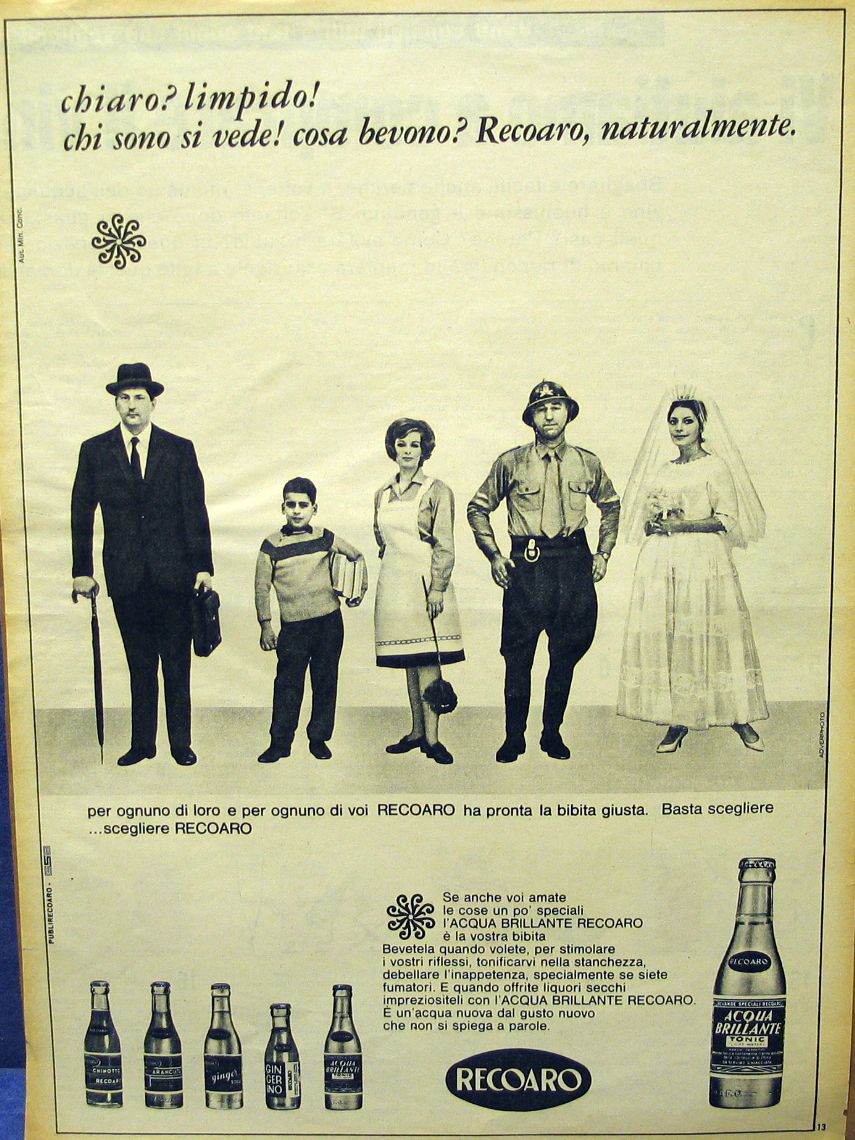 chiaro? limpido!
chi sono si vede! cosa bevono? Recoaro, naturalmente.
Aut. Min. Conc.
ADVERPHOTO
per ognuno di loro e per ognuno di voi RECOARO ha pronta la bibita giusta. Basta scegliere
...scegliere RECOARO
PUBLIRECOARO -
Se anche voi amate
le cose un po' speciali
l'ACQUA BRILLANTE RECOARO
è la vostra bibita
Bevetela quando volete, per stimolare
i vostri riflessi, tonificarvi nella stanchezza,
debellare l'inappetenza, specialmente se siete
fumatori. E quando offrite liquori secchi
impreziositeli con l'ACQUA BRILLANTE RECOARO.
È un'acqua nuova dal gusto nuovo
che non si spiega a parole.
RECOARO
CHINOTTO
RECOARO
ARANCIATA
ginger
GIN
GER
INO
RECOARO
ACQUA
BRILLANTE
TONIC
RECOARO
BEVANDE SPECIALI RECOARO
ACQUA
BRILLANTE
TONIC
13